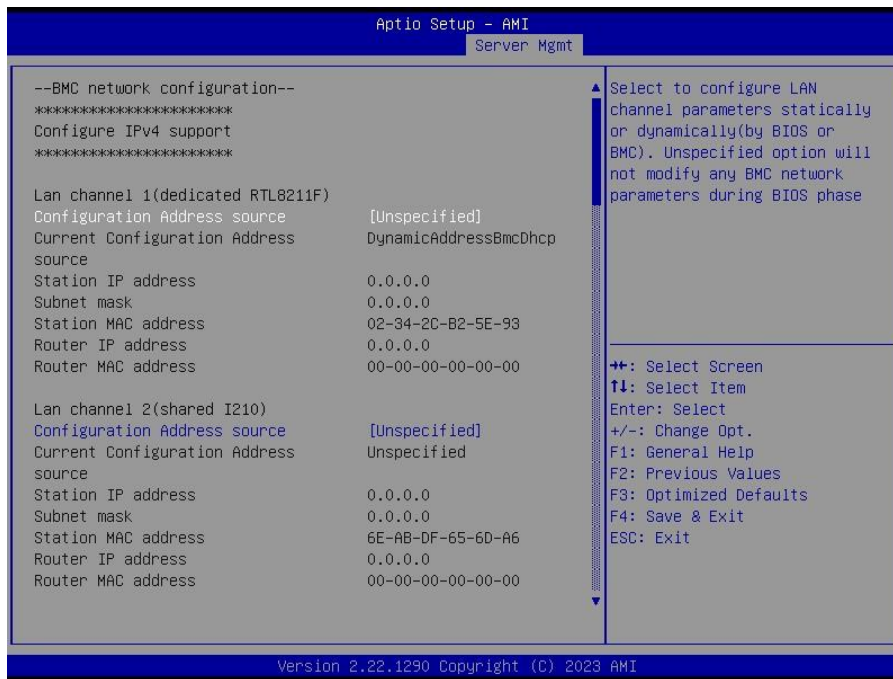 Aptio Setup - AMI
Server Mgmt
--BMC network configuration--
**********************
Configure IPv4 support
**********************
Lan channel 1(dedicated RTL8211F)
Configuration Address source [Unspecified]
Current Configuration Address DynamicAddressBmcDhcp
source
Station IP address 0.0.0.0
Subnet mask 0.0.0.0
Station MAC address 02-34-2C-B2-5E-93
Router IP address 0.0.0.0
Router MAC address 00-00-00-00-00-00
Lan channel 2(shared I210)
Configuration Address source [Unspecified]
Current Configuration Address Unspecified
source
Station IP address 0.0.0.0
Subnet mask 0.0.0.0
Station MAC address 6E-AB-DF-65-6D-A6
Router IP address 0.0.0.0
Router MAC address 00-00-00-00-00-00
Select to configure LAN
channel parameters statically
or dynamically(by BIOS or
BMC). Unspecified option will
not modify any BMC network
parameters during BIOS phase
→←: Select Screen
↑↓: Select Item
Enter: Select
+/-: Change Opt.
F1: General Help
F2: Previous Values
F3: Optimized Defaults
F4: Save & Exit
ESC: Exit
Version 2.22.1290 Copyright (C) 2023 AMI